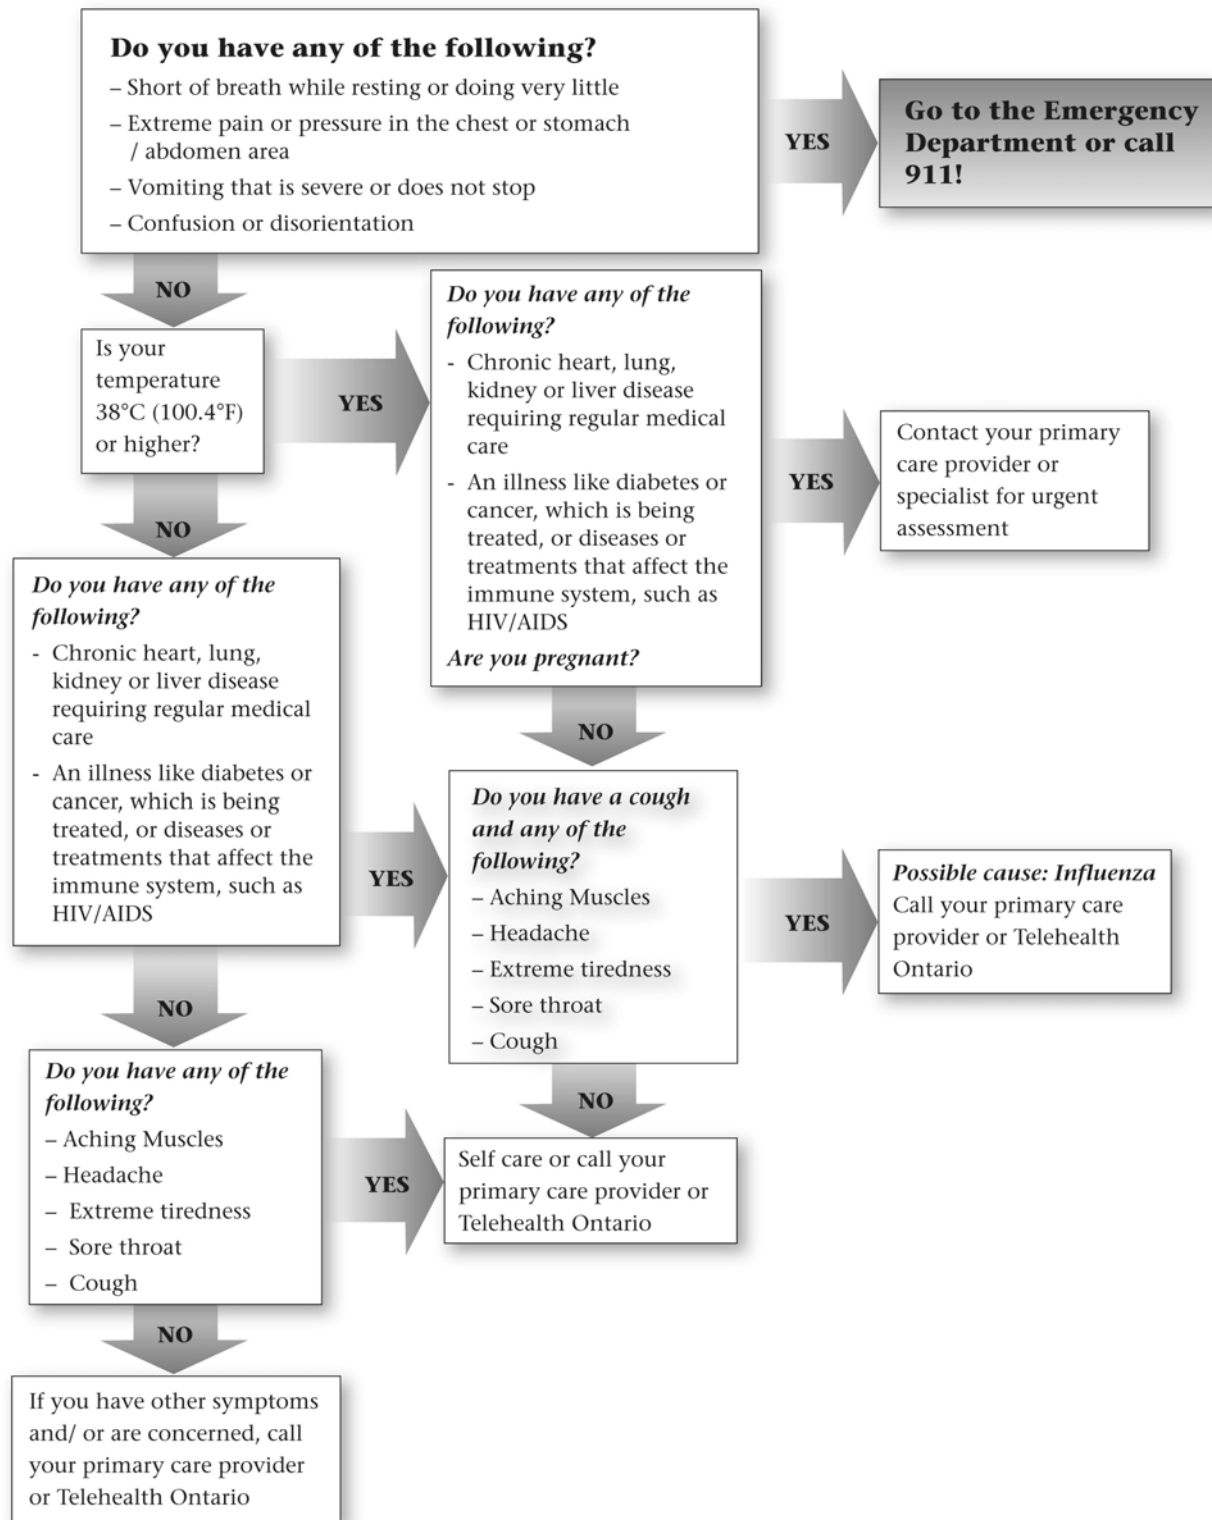 Do you have any of the following?
– Short of breath while resting or doing very little
– Extreme pain or pressure in the chest or stomach
/ abdomen area
– Vomiting that is severe or does not stop
– Confusion or disorientation
YES
Go to the Emergency
Department or call
911!
NO
Is your
temperature
38°C (100.4°F)
or higher?
YES
Do you have any of the
following?
- Chronic heart, lung,
kidney or liver disease
requiring regular medical
care
- An illness like diabetes or
cancer, which is being
treated, or diseases or
treatments that affect the
immune system, such as
HIV/AIDS
Are you pregnant?
YES
Contact your primary
care provider or
specialist for urgent
assessment
NO
Do you have any of the
following?
- Chronic heart, lung,
kidney or liver disease
requiring regular medical
care
- An illness like diabetes or
cancer, which is being
treated, or diseases or
treatments that affect the
immune system, such as
HIV/AIDS
YES
NO
Do you have a cough
and any of the
following?
– Aching Muscles
– Headache
– Extreme tiredness
– Sore throat
– Cough
YES
Possible cause: Influenza
Call your primary care
provider or Telehealth
Ontario
NO
Do you have any of the
following?
– Aching Muscles
– Headache
– Extreme tiredness
– Sore throat
– Cough
YES
NO
Self care or call your
primary care provider or
Telehealth Ontario
NO
If you have other symptoms
and/ or are concerned, call
your primary care provider
or Telehealth Ontario